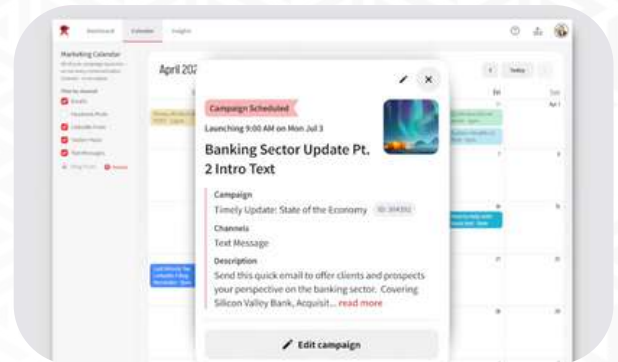 Dashboard Calendar Insights
Marketing Calendar
April 202
Today
Fri
Sat
Apr 1
Filter by channel
Emails
Facebook Posts
LinkedIn Posts
Twitter Posts
Text Messages
Campaign Scheduled
Launching 9:00 AM on Mon Jul 3
Banking Sector Update Pt.
2 Intro Text
Campaign
Timely Update: State of the Economy
Channels
Text Message
Description
Send this quick email to offer clients and prospects
your perspective on the banking sector. Covering
Silicon Valley Bank, Acquisit... read more
Edit campaign